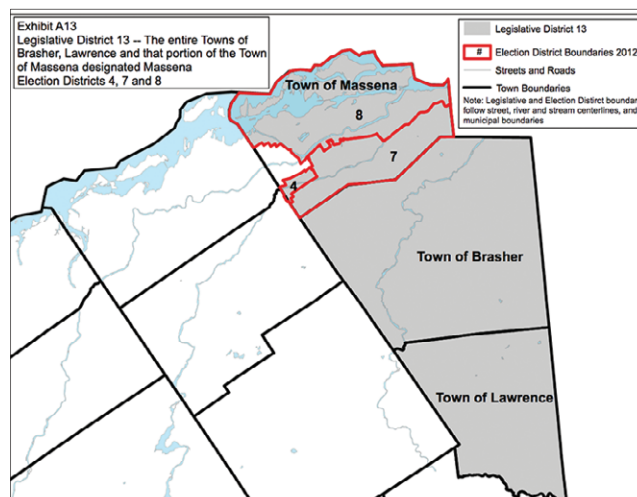 Exhibit A13
Legislative District 13 -- The entire Towns of
Brasher, Lawrence and that portion of the Town
of Massena designated Massena
Election Districts 4, 7 and 8
Legislative District 13
# Election District Boundaries 2012
Streets and Roads
Town Boundaries
Note: Legislative and Election District boundar
follow street, river and stream centerlines, and
municipal boundaries
Town of Massena
8
7
4
Town of Brasher
Town of Lawrence